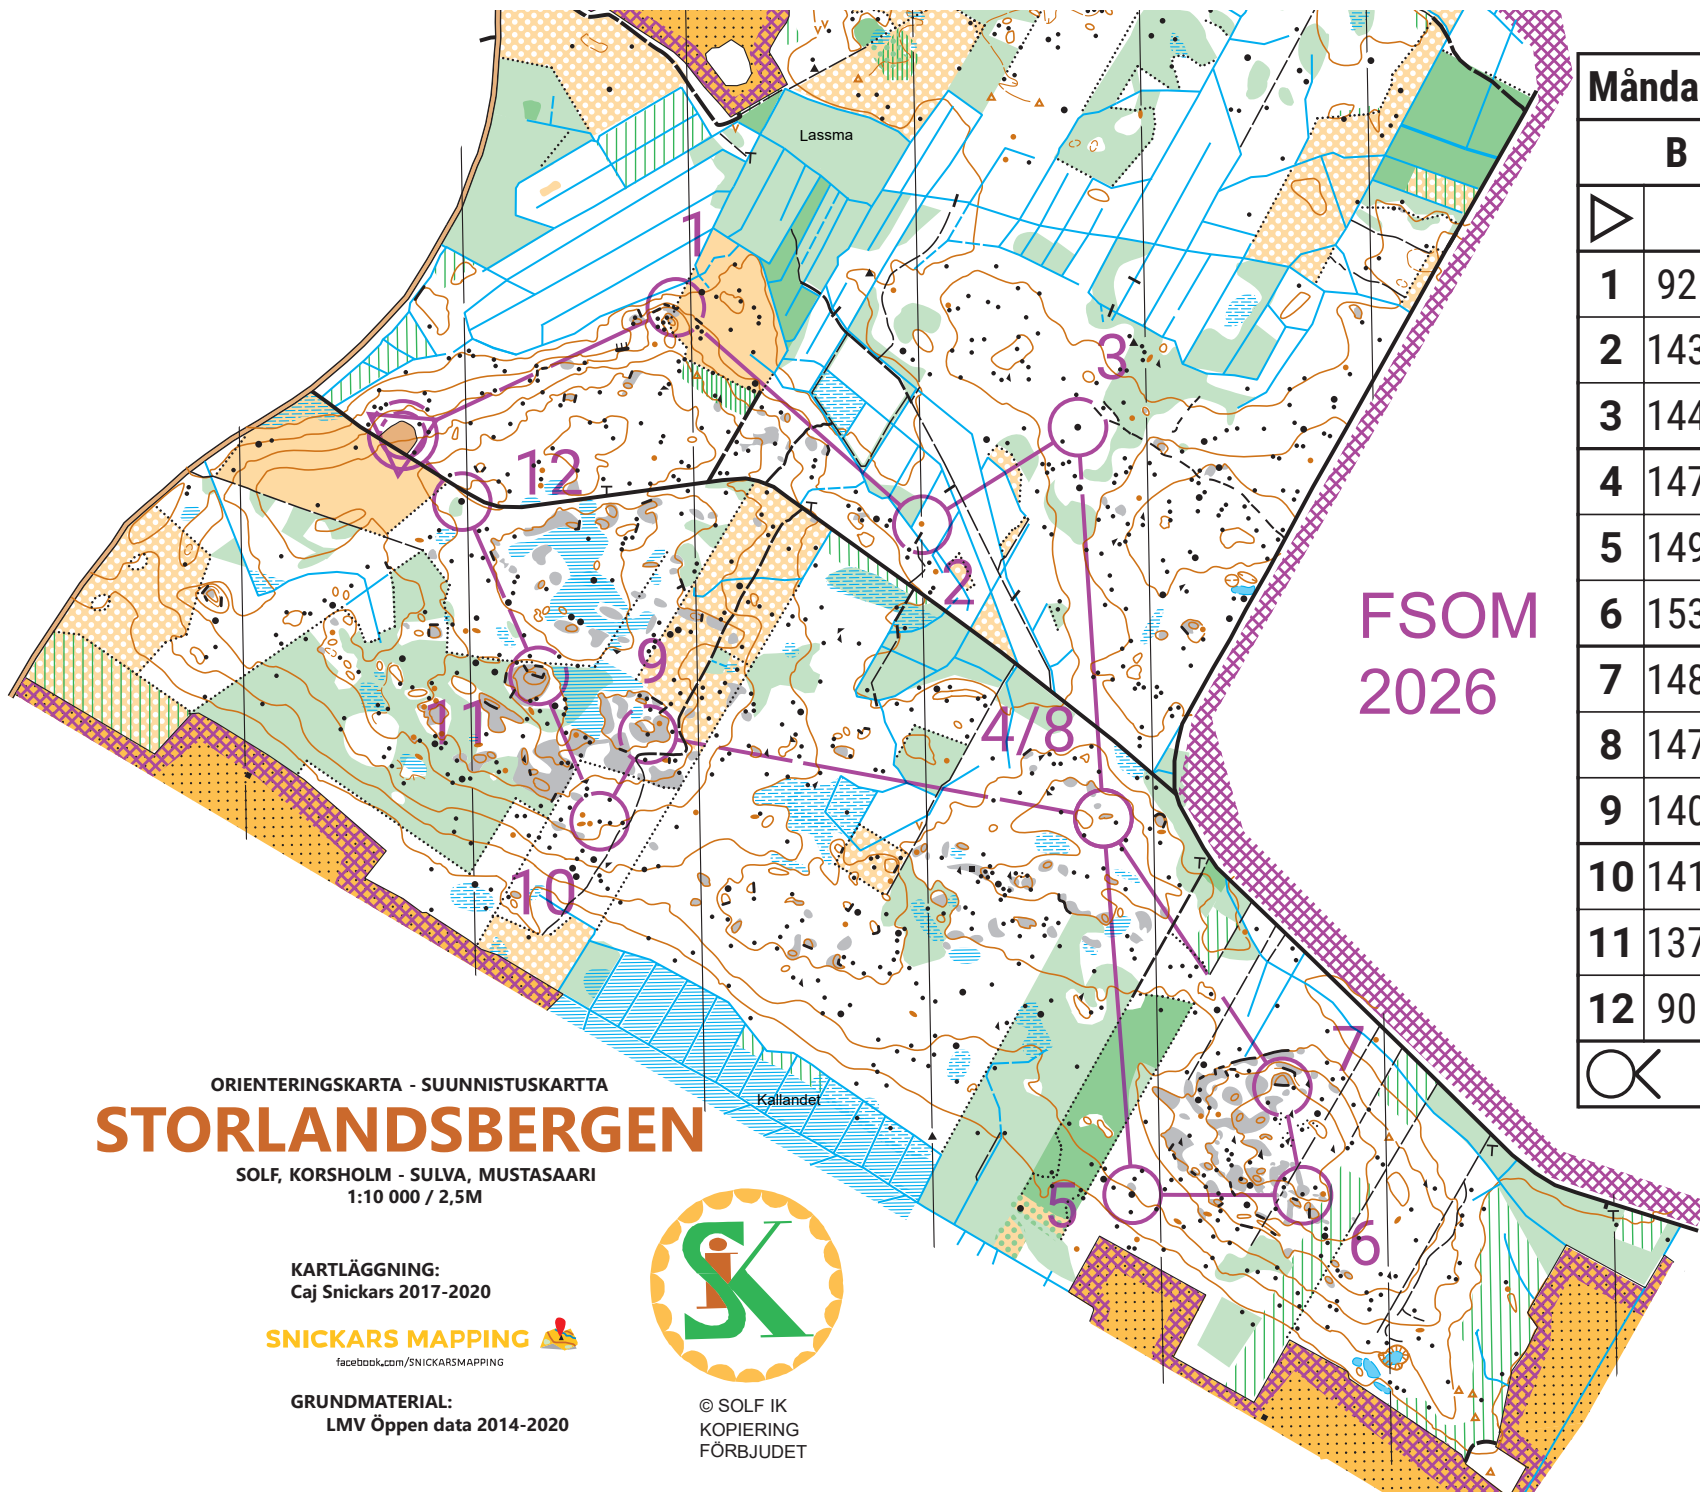 Lassma
1
3
12
2
9
11
4/8
10
7
5
6
FSOM
2026
Kallandet
B
1 92
2 143
3 144
4 147
5 149
6 153
7 148
8 147
9 140
10 141
11 137
12 90
ORIENTERINGSKARTA - SUUNNISTUSKARTTA
STORLANDSBERGEN
SOLF, KORSHOLM - SULVA, MUSTASAARI
1:10 000 / 2,5M
KARTLÄGGNING:
Caj Snickars 2017-2020
SNICKARS MAPPING
facebook.com/SNICKARSMAPPING
GRUNDMATERIAL:
LMV Öppen data 2014-2020
SIK
© SOLF IK
KOPIERING
FÖRBJUDET